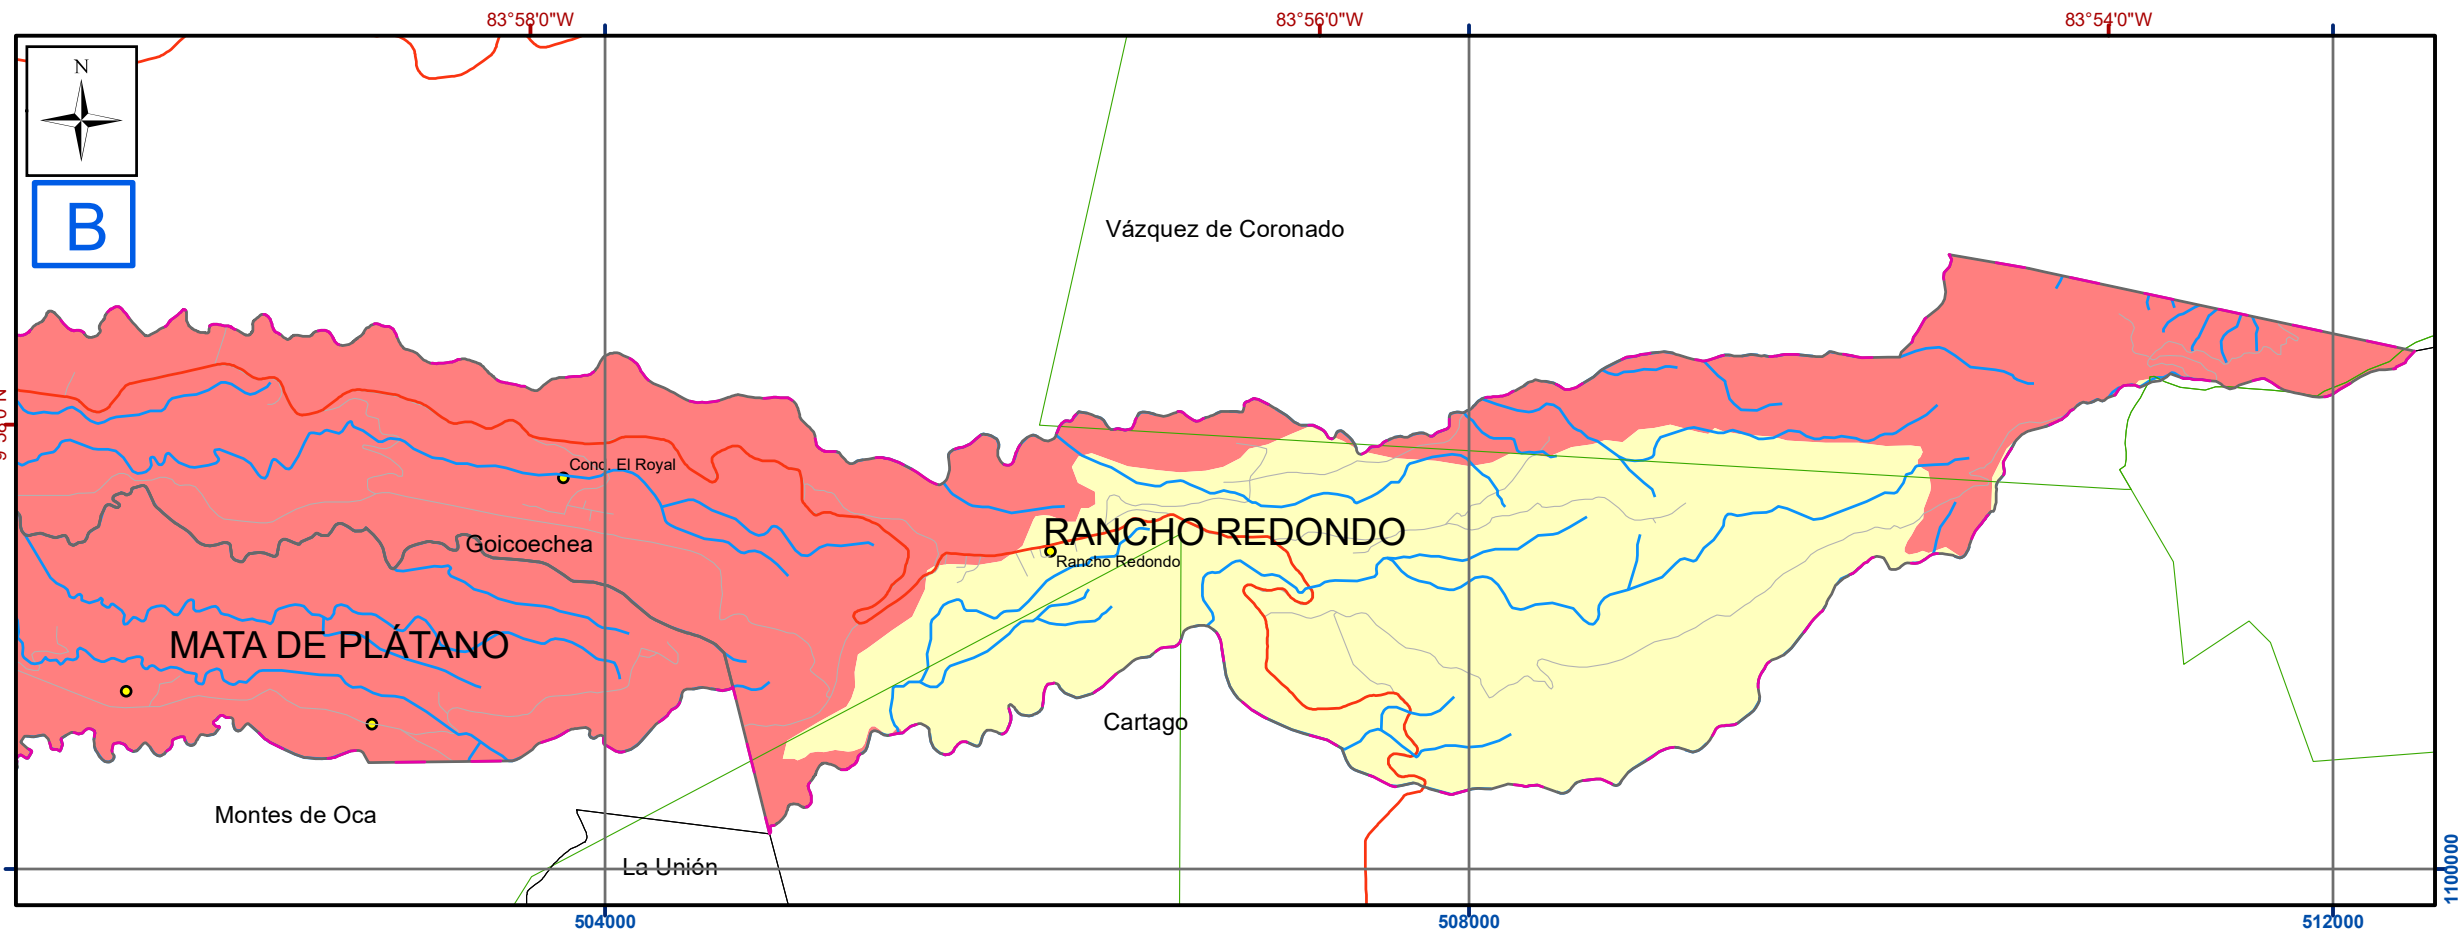 83°58'0"W
83°56'0"W
83°54'0"W
N
B
Vázquez de Coronado
Cond. El Royal
RANCHO REDONDO
Goicoechea
Rancho Redondo
MATA DE PLÁTANO
Cartago
Montes de Oca
La Unión
1100000
504000
508000
512000